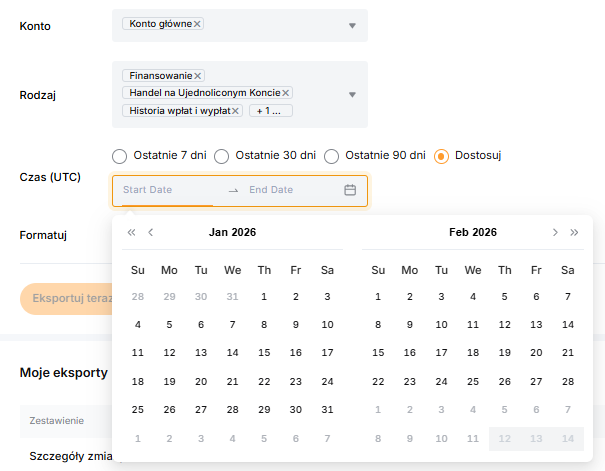 Konto
Konto główne×
Rodzaj
Finansowanie×
Handel na Ujednoliconym Koncie×
Historia wpłat i wypłat×  + 1 ...
Czas (UTC)
Ostatnie 7 dni  Ostatnie 30 dni  Ostatnie 90 dni  Dostosuj
Start Date → End Date
Formatuj
« ‹ Jan 2026  Feb 2026 › »
Su Mo Tu We Th Fr Sa  Su Mo Tu We Th Fr Sa
28 29 30 31 1 2 3  1 2 3 4 5 6 7
4 5 6 7 8 9 10  8 9 10 11 12 13 14
11 12 13 14 15 16 17  15 16 17 18 19 20 21
18 19 20 21 22 23 24  22 23 24 25 26 27 28
25 26 27 28 29 30 31  1 2 3 4 5 6 7
1 2 3 4 5 6 7  8 9 10 11 12 13 14
Eksportuj teraz
Moje eksporty
Zestawienie
Szczegóły zmia